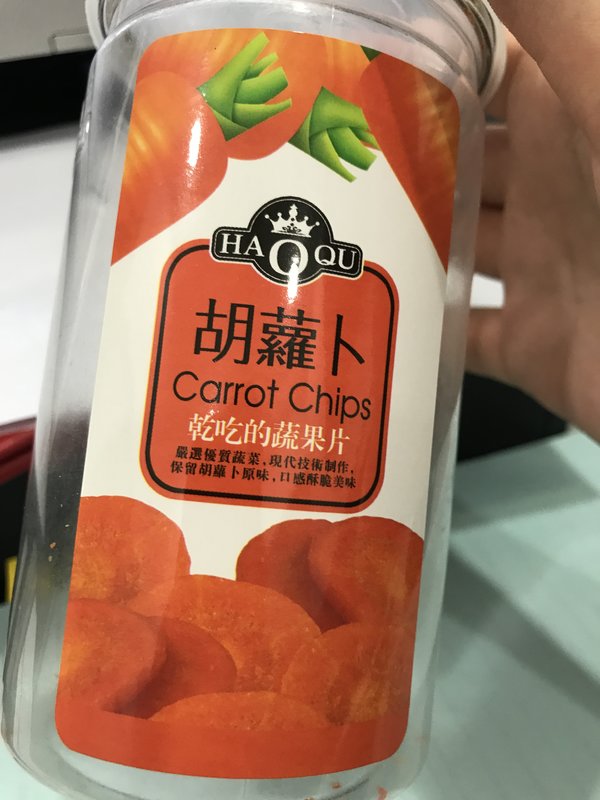 HAOQU
胡蘿卜
Carrot Chips
乾吃的蔬果片
嚴選優質蔬菜,現代技術制作,
保留胡蘿卜原味,口感酥脆美味